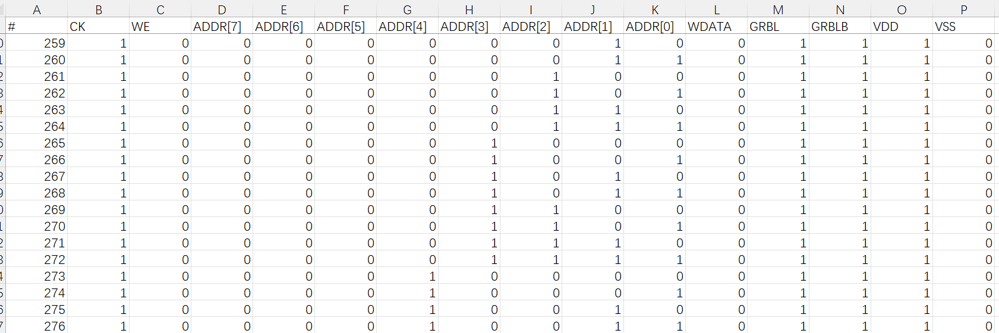 A B C D E F G H I J K L M N O P
# CK WE ADDR[7] ADDR[6] ADDR[5] ADDR[4] ADDR[3] ADDR[2] ADDR[1] ADDR[0] WDATA GRBL GRBLB VDD VSS
259 1 0 0 0 0 0 0 0 1 0 0 1 1 1 0
260 1 0 0 0 0 0 0 0 1 1 0 1 1 1 0
261 1 0 0 0 0 0 0 1 0 0 0 1 1 1 0
262 1 0 0 0 0 0 0 1 0 1 0 1 1 1 0
263 1 0 0 0 0 0 0 1 1 0 0 1 1 1 0
264 1 0 0 0 0 0 0 1 1 1 0 1 1 1 0
265 1 0 0 0 0 0 1 0 0 0 0 1 1 1 0
266 1 0 0 0 0 0 1 0 0 1 0 1 1 1 0
267 1 0 0 0 0 0 1 0 1 0 0 1 1 1 0
268 1 0 0 0 0 0 1 0 1 1 0 1 1 1 0
269 1 0 0 0 0 0 1 1 0 0 0 1 1 1 0
270 1 0 0 0 0 0 1 1 0 1 0 1 1 1 0
271 1 0 0 0 0 0 1 1 1 0 0 1 1 1 0
272 1 0 0 0 0 0 1 1 1 1 0 1 1 1 0
273 1 0 0 0 0 1 0 0 0 0 0 1 1 1 0
274 1 0 0 0 0 1 0 0 0 1 0 1 1 1 0
275 1 0 0 0 0 1 0 0 1 0 0 1 1 1 0
276 1 0 0 0 0 1 0 0 1 1 0 1 1 1 0